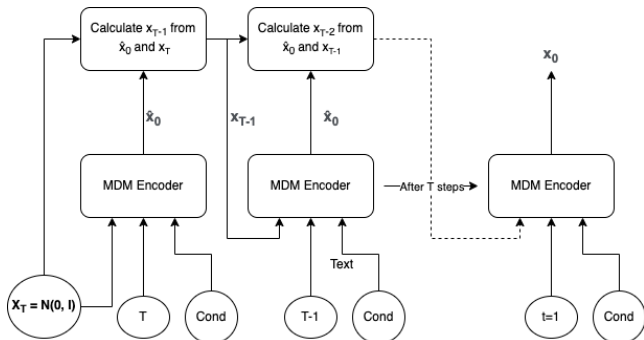 Calculate x_{T-1} from
x̂_0 and x_T
Calculate x_{T-2} from
x̂_0 and x_{T-1}
x_0
x̂_0
x_{T-1}
x̂_0
MDM Encoder
MDM Encoder
After T steps
MDM Encoder
Text
X_T = N(0, I)
T
Cond
T-1
Cond
t=1
Cond